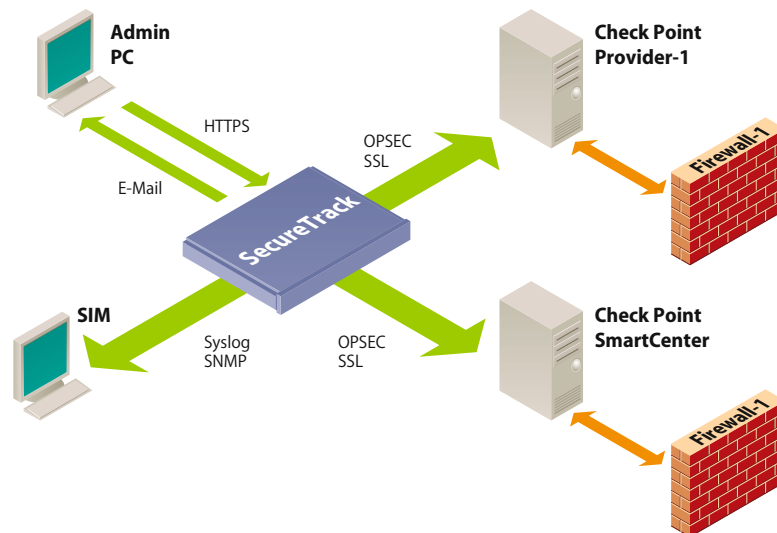 Admin
PC
Check Point
Provider-1
HTTPS
OPSEC
SSL
Firewall-1
E-Mail
SecureTrack
SIM
Syslog
SNMP
OPSEC
SSL
Check Point
SmartCenter
Firewall-1